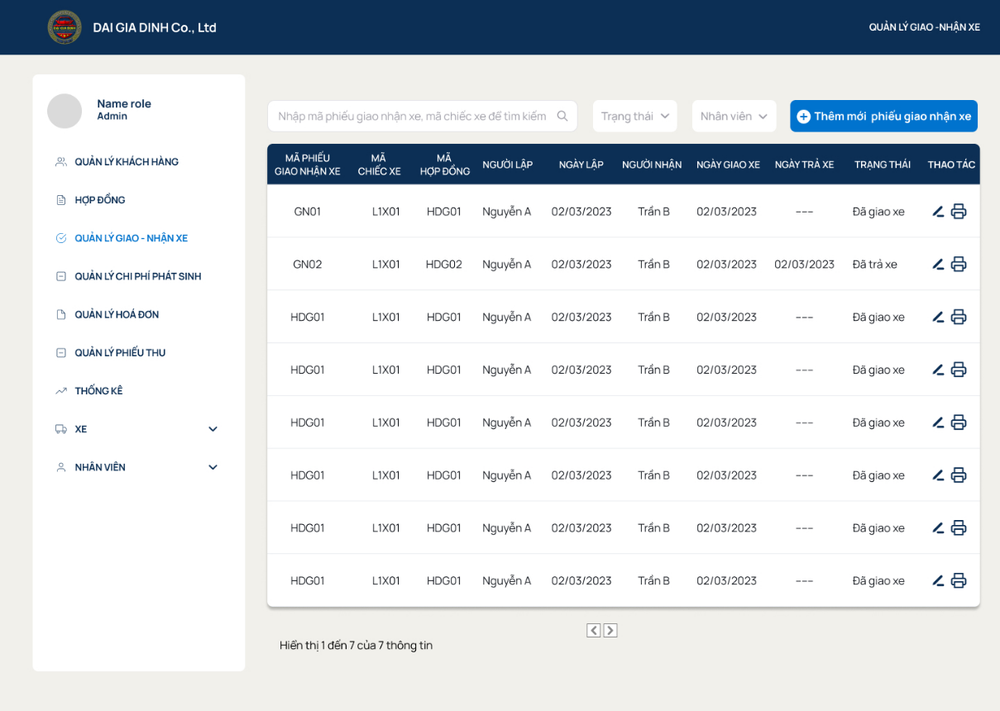 DAI GIA DINH
DAI GIA DINH Co., Ltd
QUẢN LÝ GIAO -NHẬN XE
Name role
Admin
QUẢN LÝ KHÁCH HÀNG
HỢP ĐỒNG
QUẢN LÝ GIAO - NHẬN XE
QUẢN LÝ CHI PHÍ PHÁT SINH
QUẢN LÝ HOÁ ĐƠN
QUẢN LÝ PHIẾU THU
THỐNG KÊ
XE
NHÂN VIÊN
Nhập mã phiếu giao nhận xe, mã chiếc xe để tìm kiếm
Trạng thái
Nhân viên
Thêm mới phiếu giao nhận xe
MÃ PHIẾU GIAO NHẬN XE MÃ CHIẾC XE MÃ HỢP ĐỒNG NGƯỜI LẬP NGÀY LẬP NGƯỜI NHẬN NGÀY GIAO XE NGÀY TRẢ XE TRẠNG THÁI THAO TÁC
GN01 L1X01 HDG01 Nguyễn A 02/03/2023 Trần B 02/03/2023 --- Đã giao xe
GN02 L1X01 HDG02 Nguyễn A 02/03/2023 Trần B 02/03/2023 02/03/2023 Đã trả xe
HDG01 L1X01 HDG01 Nguyễn A 02/03/2023 Trần B 02/03/2023 --- Đã giao xe
HDG01 L1X01 HDG01 Nguyễn A 02/03/2023 Trần B 02/03/2023 --- Đã giao xe
HDG01 L1X01 HDG01 Nguyễn A 02/03/2023 Trần B 02/03/2023 --- Đã giao xe
HDG01 L1X01 HDG01 Nguyễn A 02/03/2023 Trần B 02/03/2023 --- Đã giao xe
HDG01 L1X01 HDG01 Nguyễn A 02/03/2023 Trần B 02/03/2023 --- Đã giao xe
HDG01 L1X01 HDG01 Nguyễn A 02/03/2023 Trần B 02/03/2023 --- Đã giao xe
Hiển thị 1 đến 7 của 7 thông tin